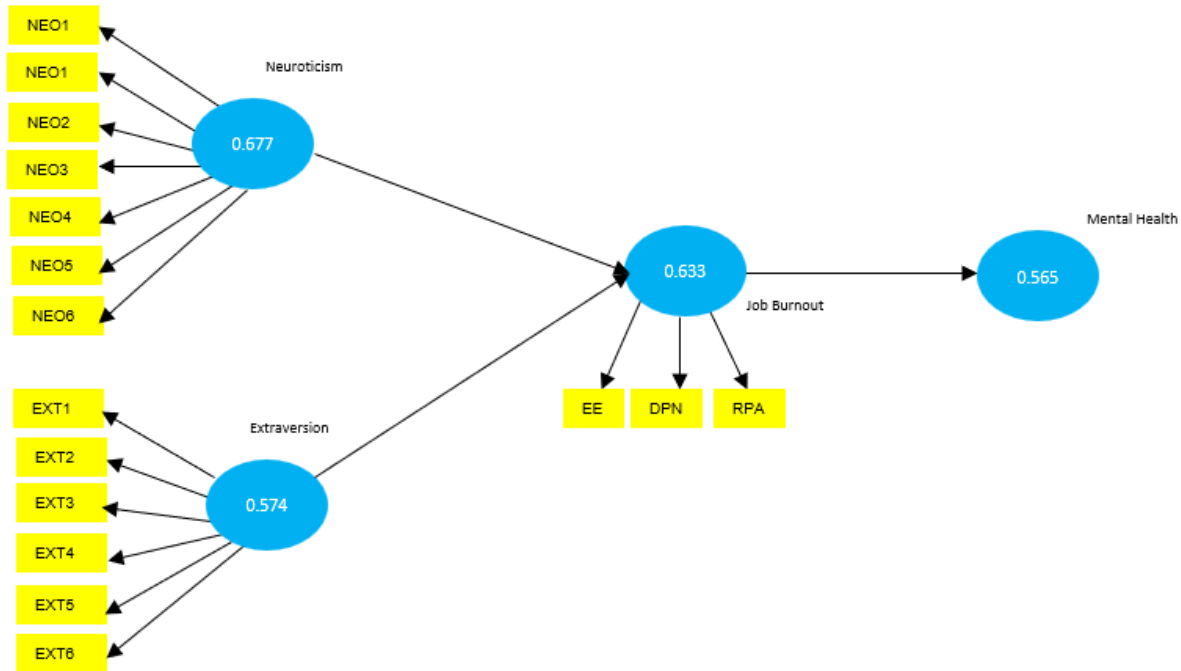 NEO1
NEO1
NEO2
NEO3
NEO4
NEO5
NEO6
Neuroticism
0.677
EXT1
EXT2
EXT3
EXT4
EXT5
EXT6
Extraversion
0.574
0.633
Job Burnout
EE
DPN
RPA
Mental Health
0.565